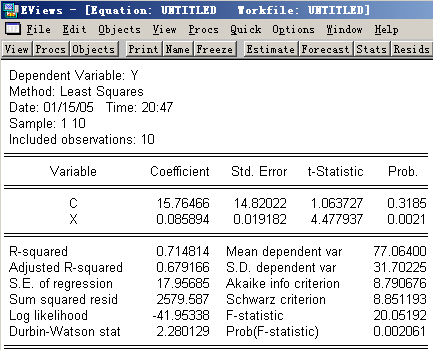 EViews - [Equation: UNTITLED   Workfile: UNTITLED]
File Edit Objects View Procs Quick Options Window Help
View Procs Objects Print Name Freeze Estimate Forecast Stats Resids
Dependent Variable: Y
Method: Least Squares
Date: 01/15/05   Time: 20:47
Sample: 1 10
Included observations: 10
Variable Coefficient Std. Error t-Statistic Prob.
C 15.76466 14.82022 1.063727 0.3185
X 0.085894 0.019182 4.477937 0.0021
R-squared 0.714814 Mean dependent var 77.06400
Adjusted R-squared 0.679166 S.D. dependent var 31.70225
S.E. of regression 17.95685 Akaike info criterion 8.790676
Sum squared resid 2579.587 Schwarz criterion 8.851193
Log likelihood -41.95338 F-statistic 20.05192
Durbin-Watson stat 2.280129 Prob(F-statistic) 0.002061